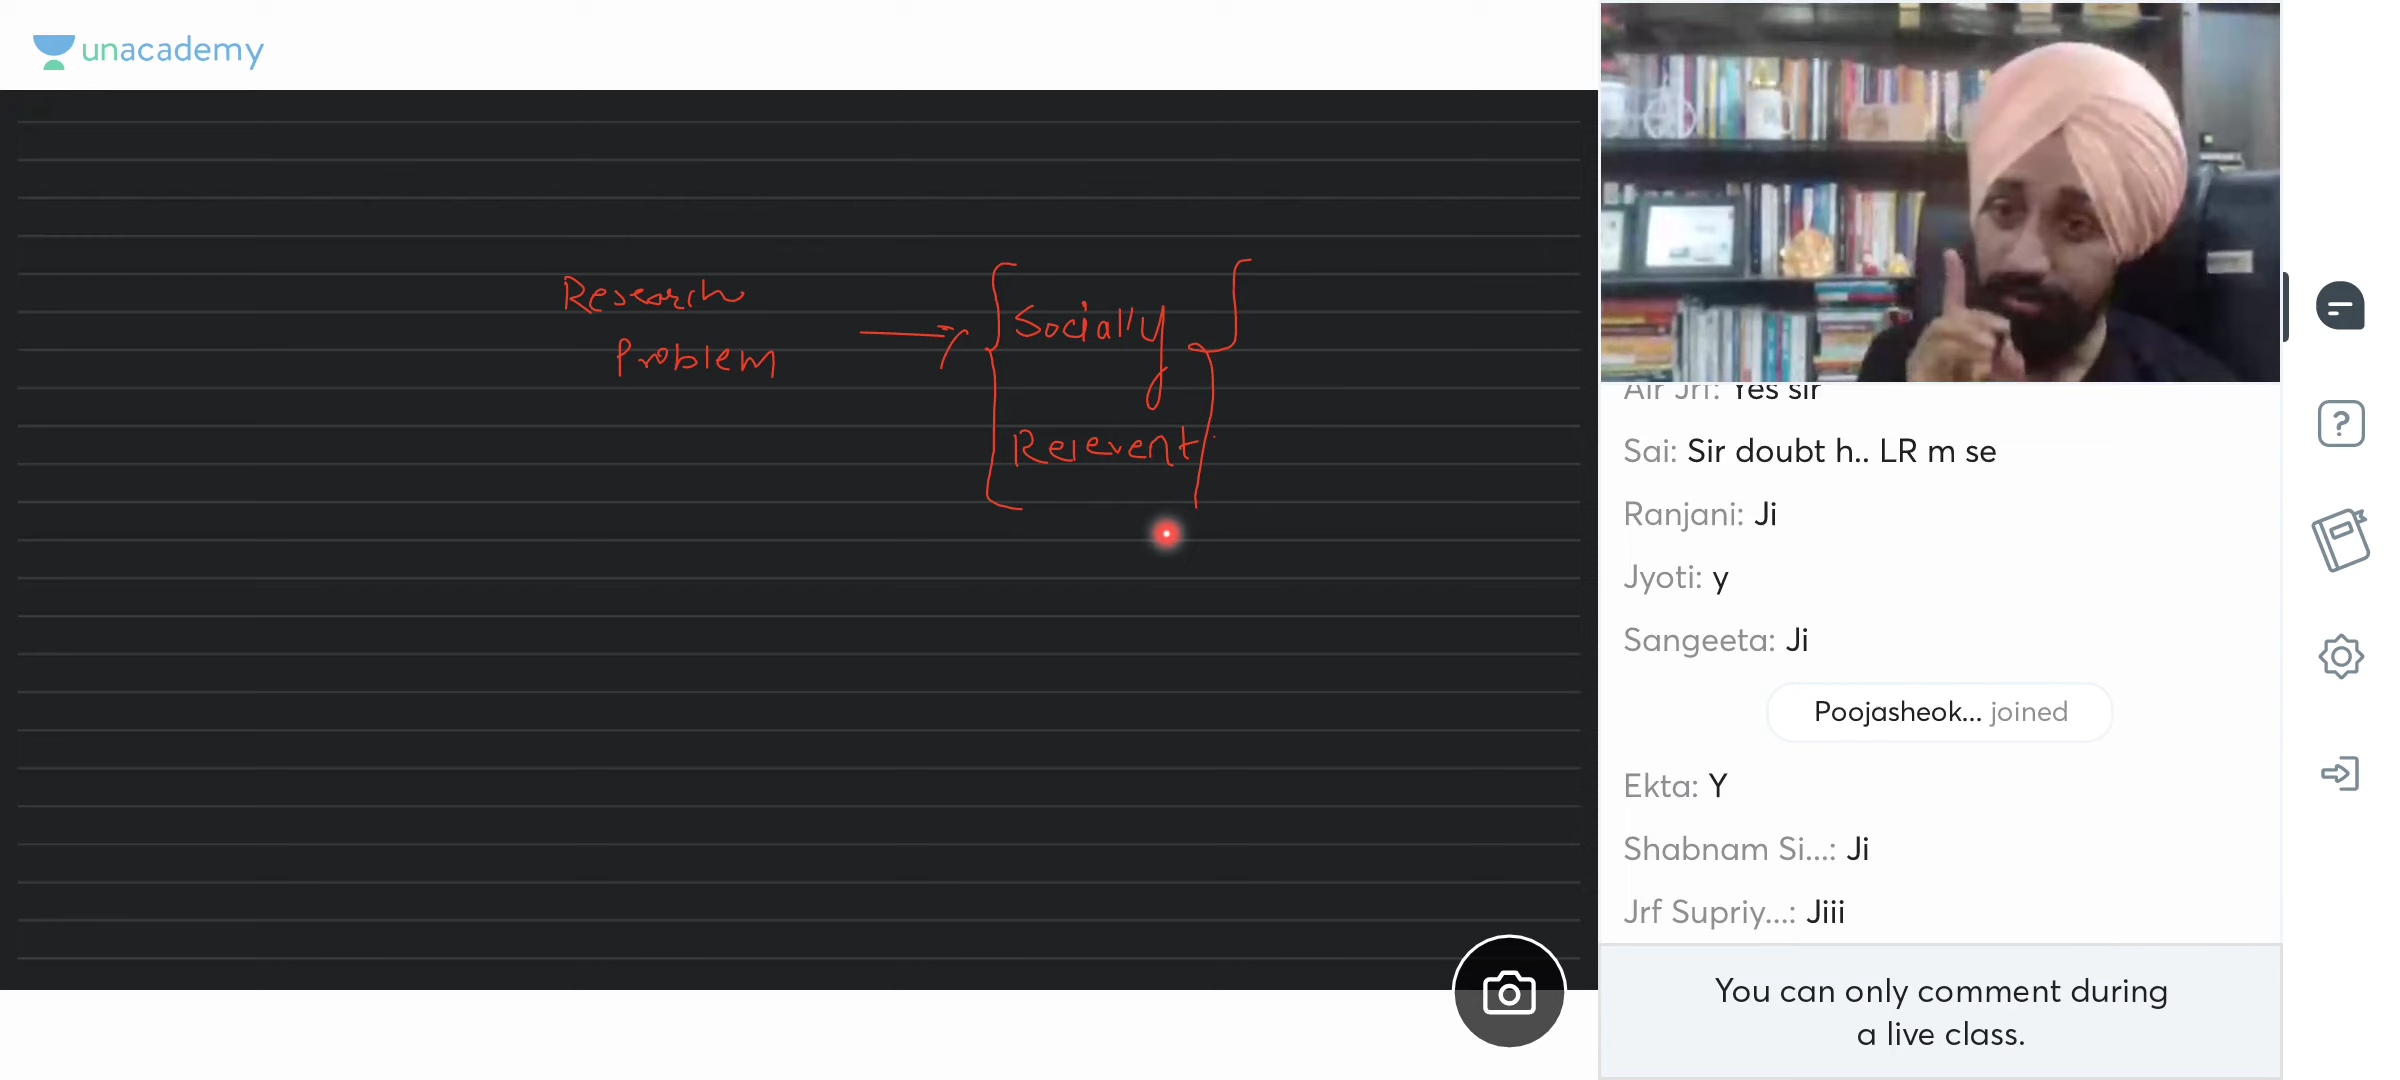 unacademy
Research
Problem
Socially
Relevent
Air Jrf: Yes sir
Sai: Sir doubt h.. LR m se
Ranjani: Ji
Jyoti: y
Sangeeta: Ji
Poojasheok... joined
Ekta: Y
Shabnam Si...: Ji
Jrf Supriy...: Jiii
You can only comment during
a live class.